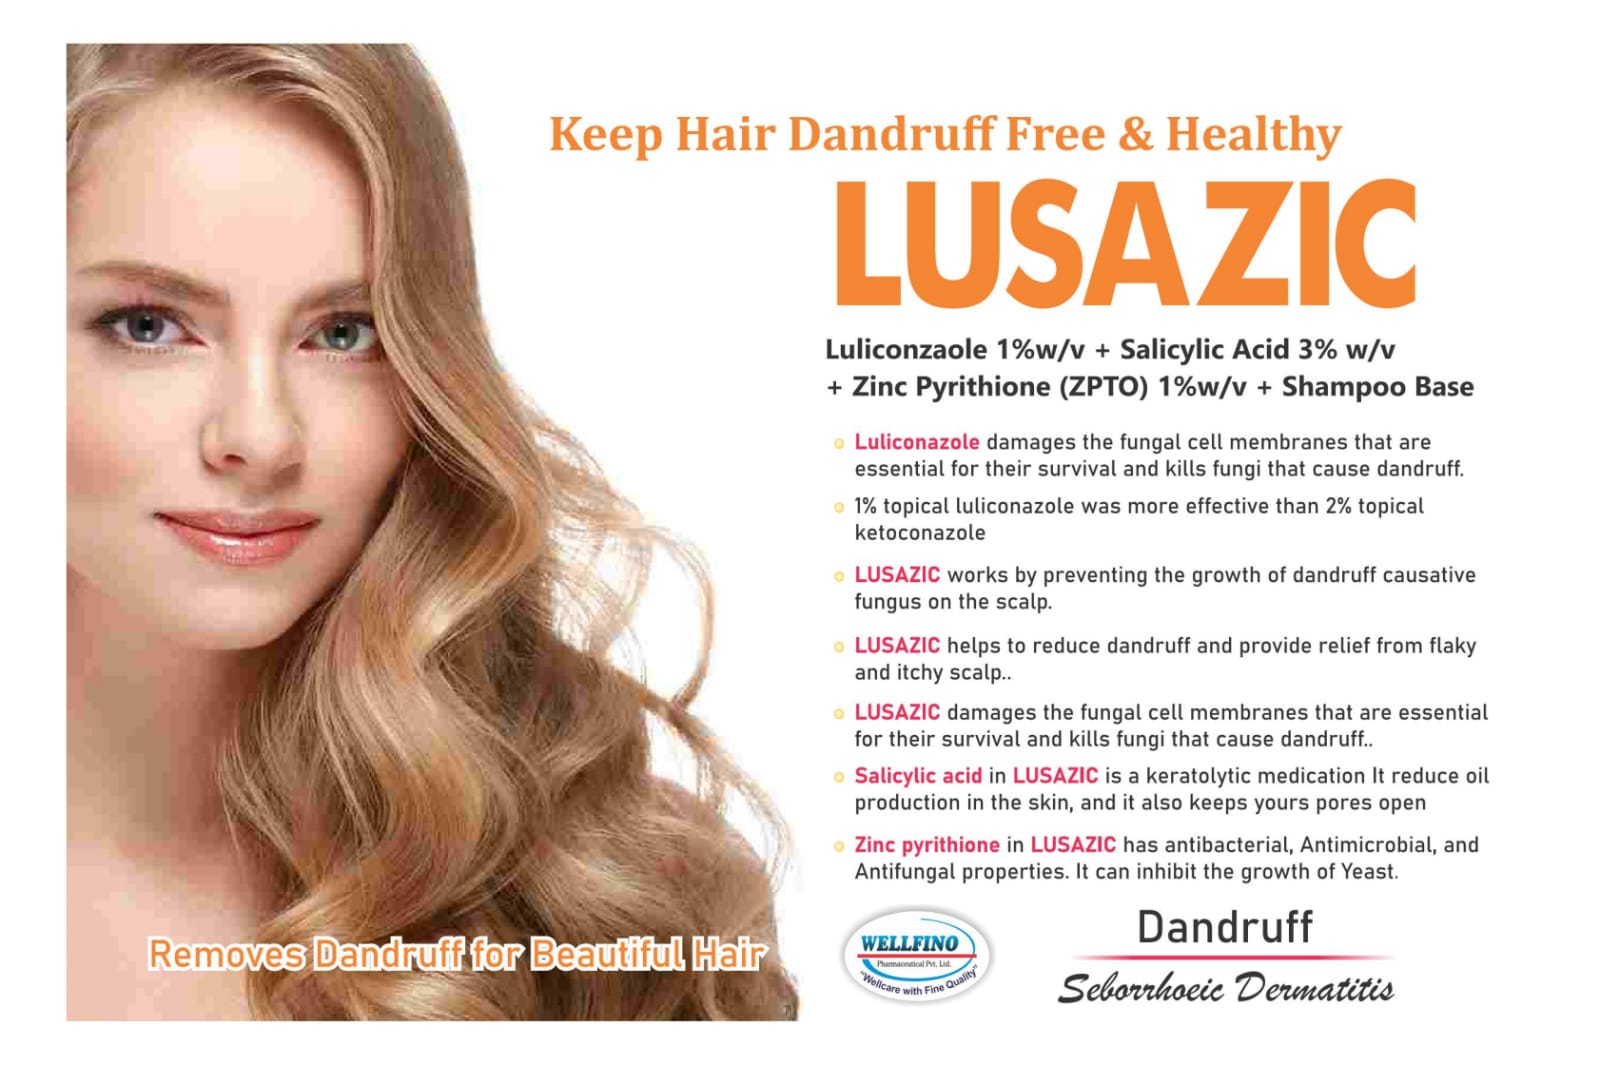 Keep Hair Dandruff Free & Healthy
LUSAZIC
Luliconzaole 1%w/v + Salicylic Acid 3% w/v
+ Zinc Pyrithione (ZPTO) 1%w/v + Shampoo Base
Luliconazole damages the fungal cell membranes that are
essential for their survival and kills fungi that cause dandruff.
1% topical luliconazole was more effective than 2% topical
ketoconazole
LUSAZIC works by preventing the growth of dandruff causative
fungus on the scalp.
LUSAZIC helps to reduce dandruff and provide relief from flaky
and itchy scalp..
LUSAZIC damages the fungal cell membranes that are essential
for their survival and kills fungi that cause dandruff..
Salicylic acid in LUSAZIC is a keratolytic medication It reduce oil
production in the skin, and it also keeps yours pores open
Zinc pyrithione in LUSAZIC has antibacterial, Antimicrobial, and
Antifungal properties. It can inhibit the growth of Yeast.
Removes Dandruff for Beautiful Hair
WELLFINO
Pharmaceutical Pvt. Ltd.
"Wellcare with Fine Quality"
Dandruff
Seborrhoeic Dermatitis